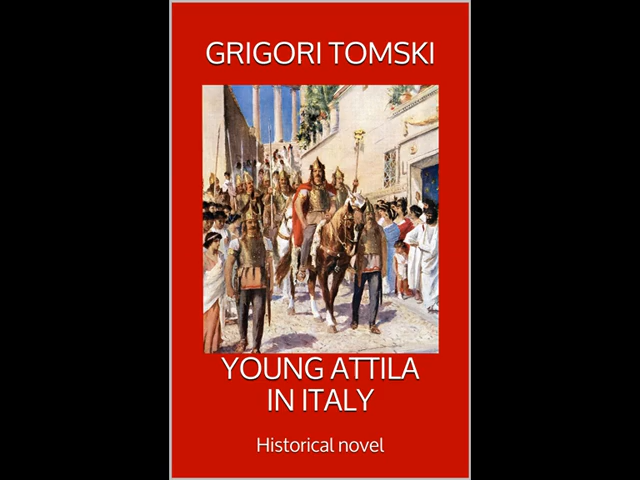 GRIGORI TOMSKI
YOUNG ATTILA
IN ITALY
Historical novel